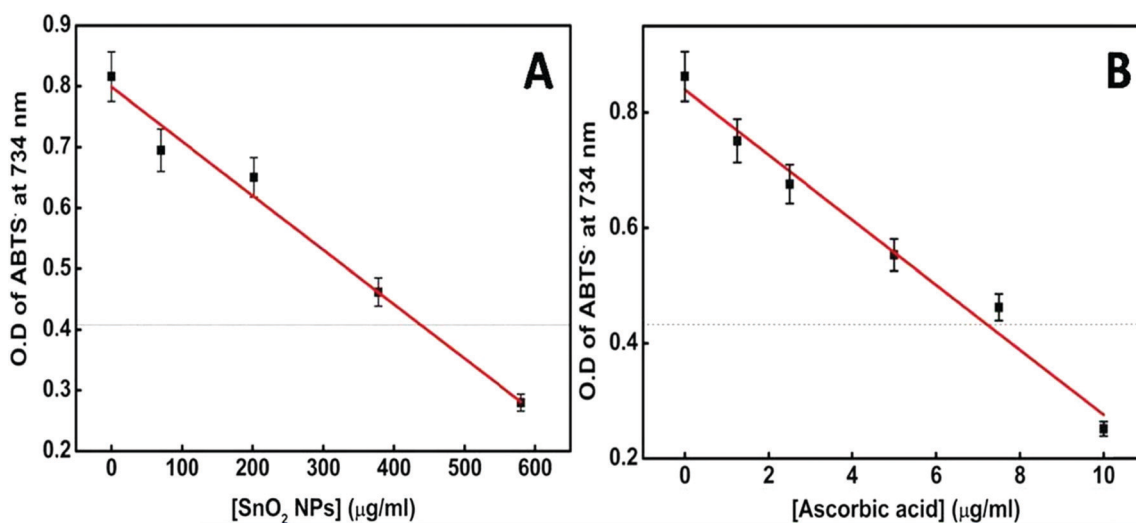 A
O.D of ABTS· at 734 nm
0.9
0.8
0.7
0.6
0.5
0.4
0.3
0.2
0 100 200 300 400 500 600
[SnO₂ NPs] (μg/ml)
B
O.D of ABTS· at 734 nm
0.8
0.6
0.4
0.2
0 2 4 6 8 10
[Ascorbic acid] (μg/ml)